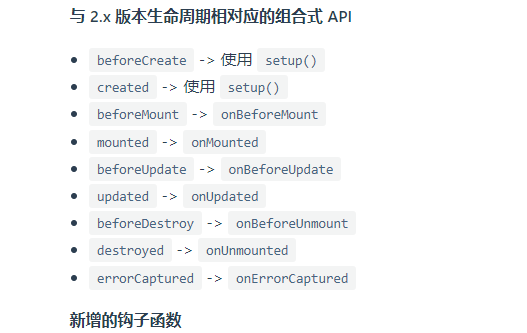 与 2.x 版本生命周期相对应的组合式 API
beforeCreate -> 使用 setup()
created -> 使用 setup()
beforeMount -> onBeforeMount
mounted -> onMounted
beforeUpdate -> onBeforeUpdate
updated -> onUpdated
beforeDestroy -> onBeforeUnmount
destroyed -> onUnmounted
errorCaptured -> onErrorCaptured
新增的钩子函数